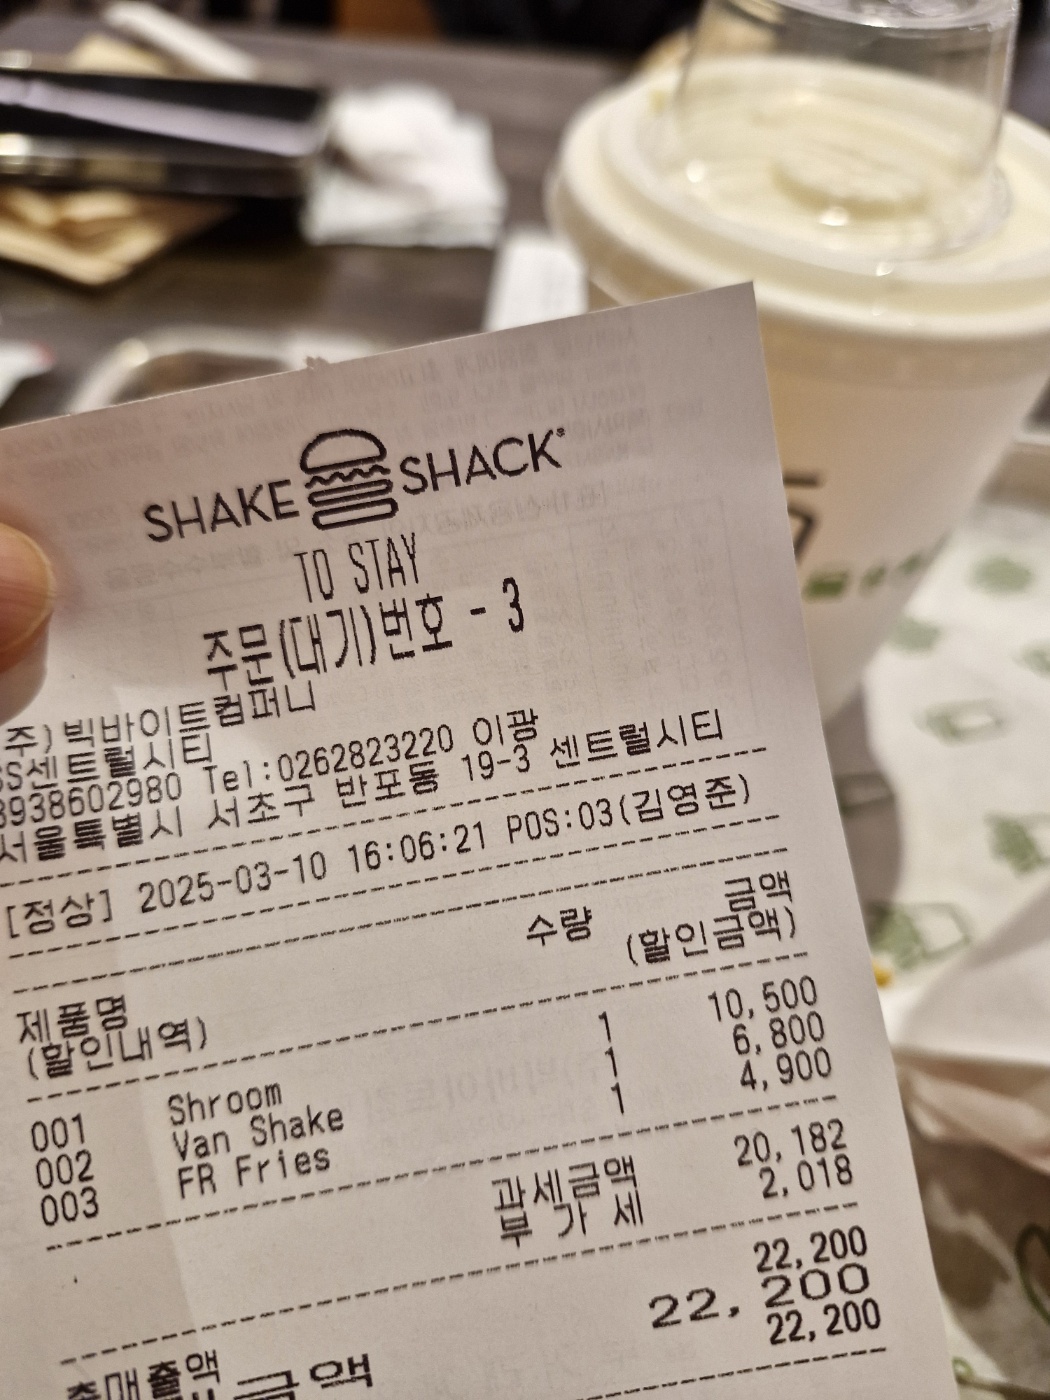 SHAKE SHACK
TO STAY
주문(대기)번호 - 3
주)빅바이트컴퍼니
SS센트럴시티
8938602980 Tel:0262823220 이광
서울특별시 서초구 반포동 19-3 센트럴시티
[정상] 2025-03-10 16:06:21 POS:03(김영준)
수량 금액
(할인금액)
제품명
(할인내역)
001 Shroom 1 10,500
002 Van Shake 1 6,800
003 FR Fries 1 4,900
과세금액 20,182
부 가 세 2,018
22,200
22,200
22,200
금액